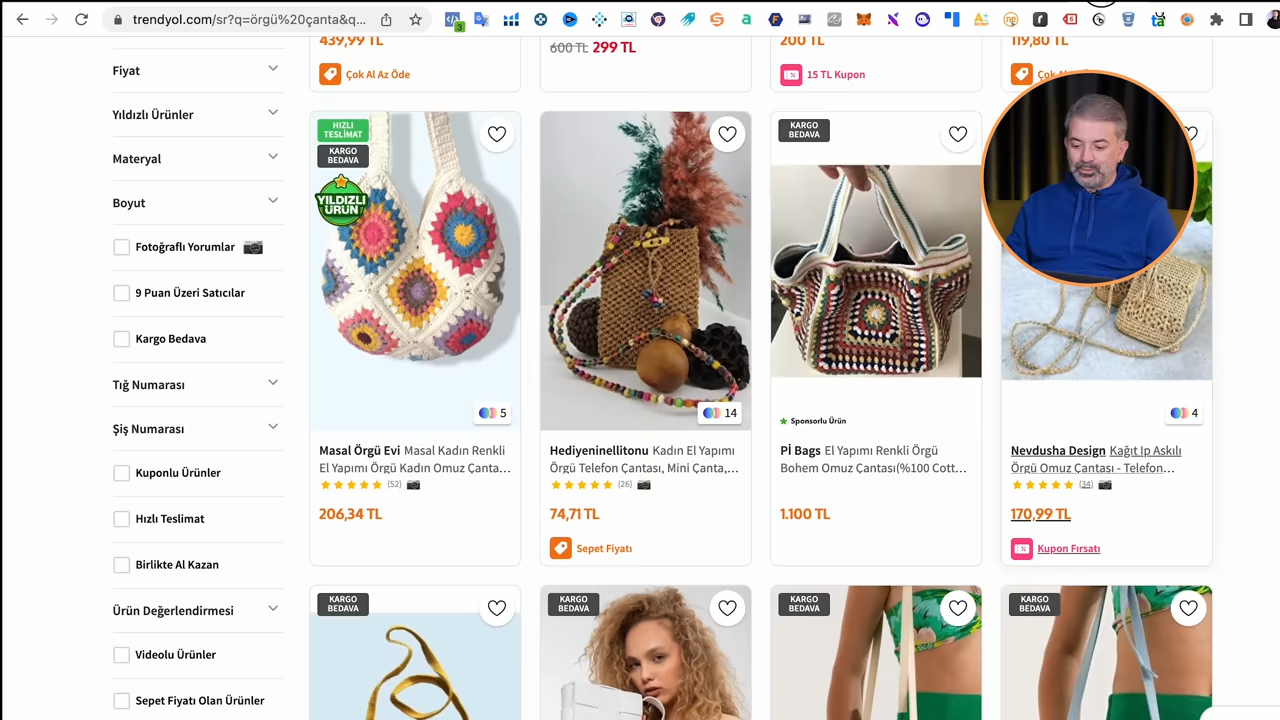 trendyol.com/sr?q=örgü%20çanta&q...
Fiyat
Yıldızlı Ürünler
Materyal
Boyut
Fotoğraflı Yorumlar
9 Puan Üzeri Satıcılar
Kargo Bedava
Tığ Numarası
Şiş Numarası
Kuponlu Ürünler
Hızlı Teslimat
Birlikte Al Kazan
Ürün Değerlendirmesi
Videolu Ürünler
Sepet Fiyatı Olan Ürünler
439,99 TL
Çok Al Az Öde
600 TL 299 TL
200 TL
15 TL Kupon
119,80 TL
HIZLI
TESLİMAT
KARGO
BEDAVA
YILDIZLI
ÜRÜN
5
Masal Örgü Evi Masal Kadın Renkli
El Yapımı Örgü Kadın Omuz Çanta...
(52)
206,34 TL
14
Hediyeninellitonu Kadın El Yapımı
Örgü Telefon Çantası, Mini Çanta,...
(26)
74,71 TL
Sepet Fiyatı
KARGO
BEDAVA
Sponsorlu Ürün
Pİ Bags El Yapımı Renkli Örgü
Bohem Omuz Çantası(%100 Cott...
1.100 TL
4
Nevdusha Design Kağıt Ip Askılı
Örgü Omuz Çantası - Telefon...
(34)
170,99 TL
Kupon Fırsatı
KARGO
BEDAVA
KARGO
BEDAVA
KARGO
BEDAVA
KARGO
BEDAVA